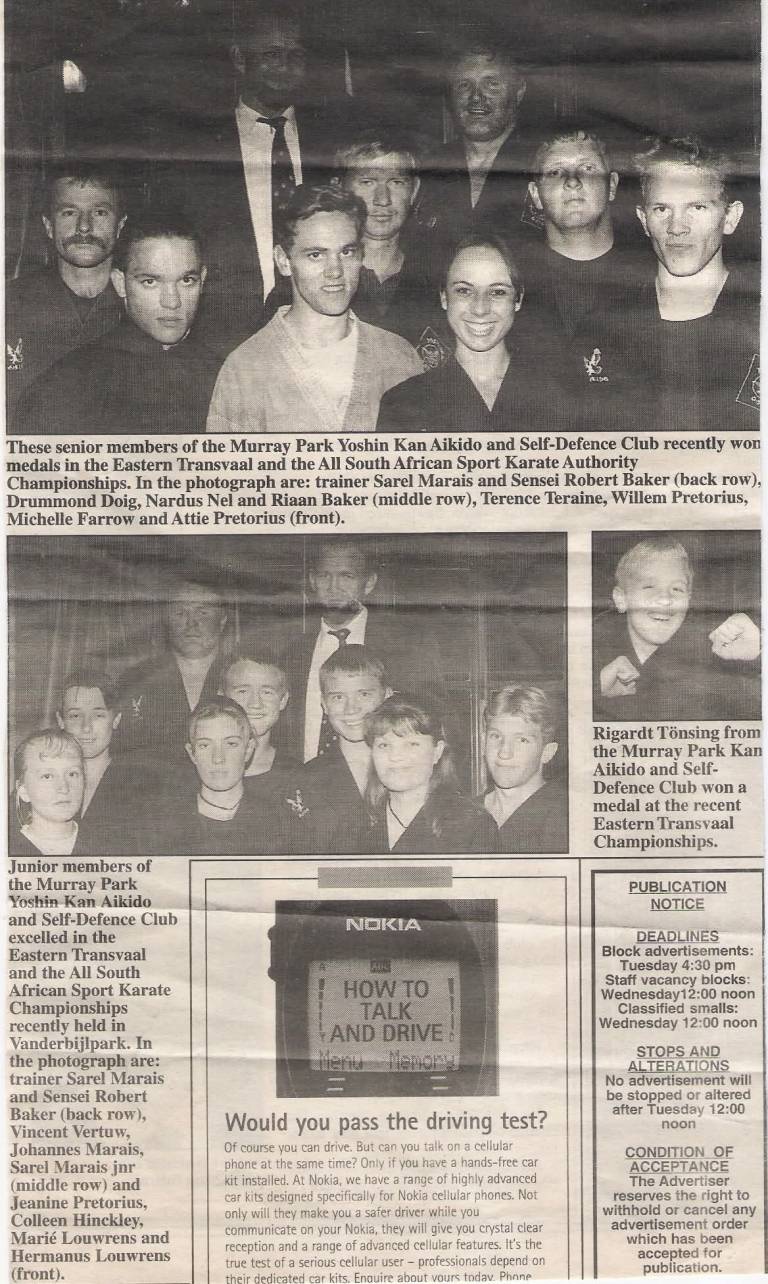 These senior members of the Murray Park Yoshin Kan Aikido and Self-Defence Club recently won
medals in the Eastern Transvaal and the All South African Sport Karate Authority
Championships. In the photograph are: trainer Sarel Marais and Sensei Robert Baker (back row),
Drummond Doig, Nardus Nel and Riaan Baker (middle row), Terence Teraine, Willem Pretorius,
Michelle Farrow and Attie Pretorius (front).
Rigardt Tönsing from
the Murray Park Kan
Aikido and Self-
Defence Club won a
medal at the recent
Eastern Transvaal
Championships.
Junior members of
the Murray Park
Yoshin Kan Aikido
and Self-Defence Club
excelled in the
Eastern Transvaal
and the All South
African Sport Karate
Championships
recently held in
Vanderbijlpark. In
the photograph are:
trainer Sarel Marais
and Sensei Robert
Baker (back row),
Vincent Vertuw,
Johannes Marais,
Sarel Marais jnr
(middle row) and
Jeanine Pretorius,
Colleen Hinckley,
Marié Louwrens and
Hermanus Louwrens
(front).
NOKIA
HOW TO
TALK
AND DRIVE
Menu Memory
Would you pass the driving test?
Of course you can drive. But can you talk on a cellular
phone at the same time? Only if you have a hands-free car
kit installed. At Nokia, we have a range of highly advanced
car kits designed specifically for Nokia cellular phones. Not
only will they make you a safer driver while you
communicate on your Nokia, they will give you crystal clear
reception and a range of advanced cellular features. It's the
true test of a serious cellular user – professionals depend on
their dedicated car kits. Enquire about yours today. Phone
PUBLICATION
NOTICE
DEADLINES
Block advertisements:
Tuesday 4:30 pm
Staff vacancy blocks:
Wednesday12:00 noon
Classified smalls:
Wednesday 12:00 noon
STOPS AND
ALTERATIONS
No advertisement will
be stopped or altered
after Tuesday 12:00
noon
CONDITION OF
ACCEPTANCE
The Advertiser
reserves the right to
withhold or cancel any
advertisement order
which has been
accepted for
publication.